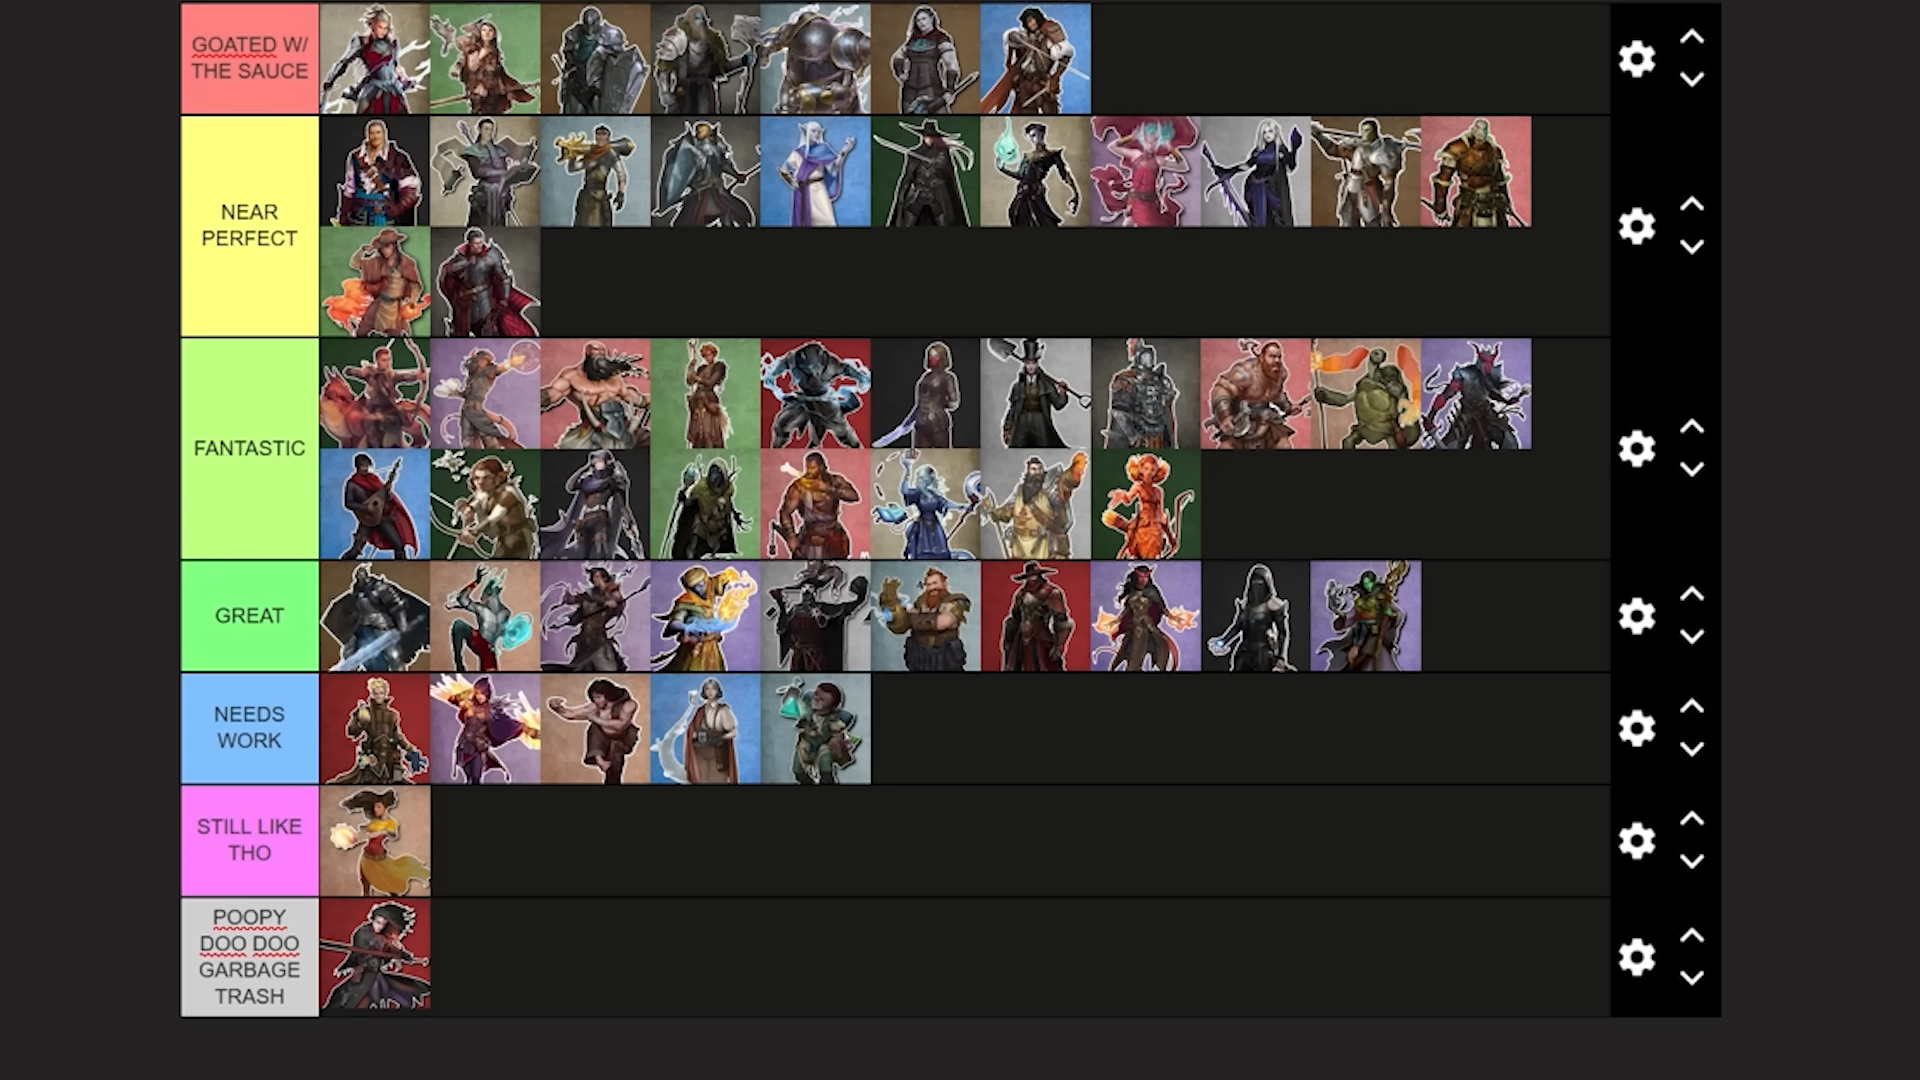 GOATED W/
THE SAUCE
NEAR
PERFECT
FANTASTIC
GREAT
NEEDS
WORK
STILL LIKE
THO
POOPY
DOO DOO
GARBAGE
TRASH